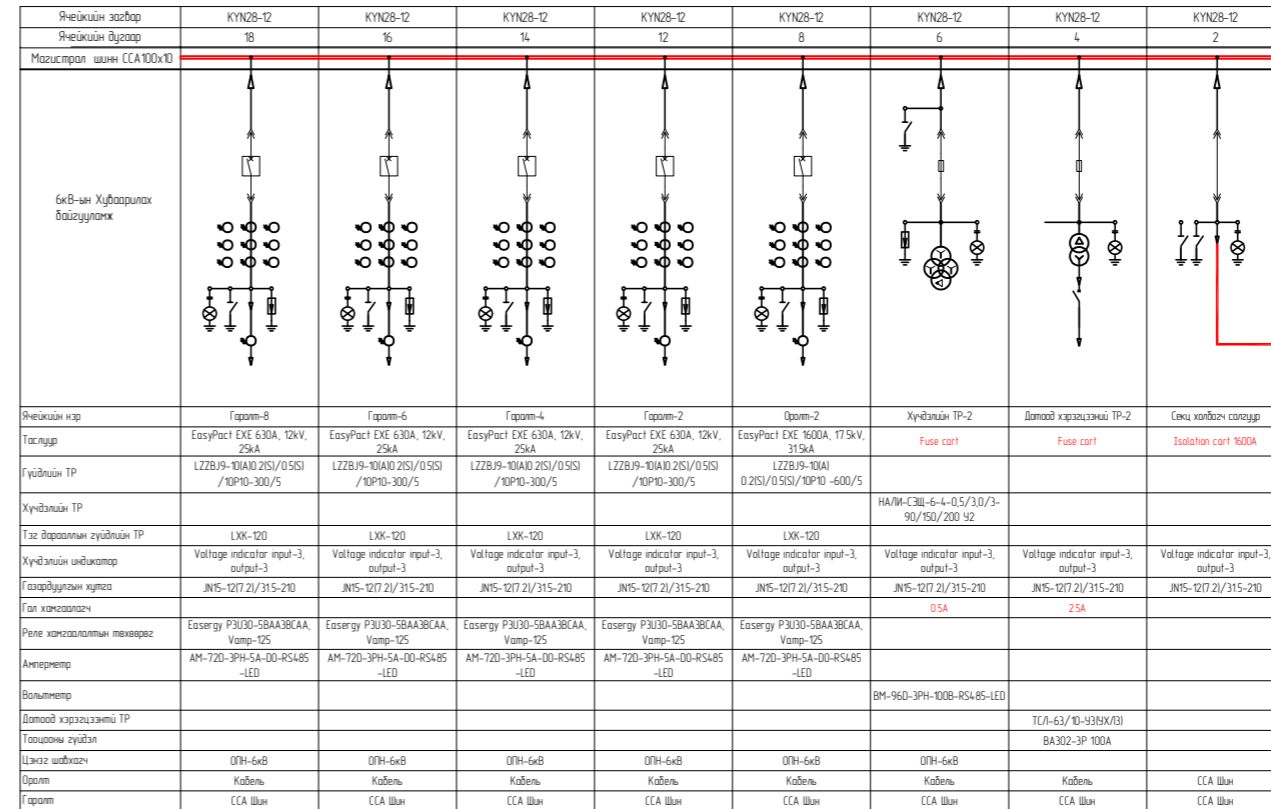 Ячейкийн загвар KYN28-12 KYN28-12 KYN28-12 KYN28-12 KYN28-12 KYN28-12 KYN28-12 KYN28-12
Ячейкийн дугаар 18 16 14 12 8 6 4 2
Магистрал шинн ССА100х10
6кВ-ын Хуваарилах
байгууламж
Ячейкийн нэр Гаралт-8 Гаралт-6 Гаралт-4 Гаралт-2 Оралт-2 Хүчдэлийн ТР-2 Дотоод хэрэгцээний ТР-2 Секц холбогч салгуур
Таслуур EasyPact EXE 630A, 12kV, EasyPact EXE 630A, 12kV, EasyPact EXE 630A, 12kV, EasyPact EXE 630A, 12kV, EasyPact EXE 1600A, 17.5kV, Fuse cart Fuse cart Isolation cart 1600A
25kA 25kA 25kA 25kA 31.5kA
Гүйдлийн ТР LZZBJ9-10(A)0.2(S)/0.5(S) LZZBJ9-10(A)0.2(S)/0.5(S) LZZBJ9-10(A)0.2(S)/0.5(S) LZZBJ9-10(A)0.2(S)/0.5(S) LZZBJ9-10(A)
/10P10-300/5 /10P10-300/5 /10P10-300/5 /10P10-300/5 0.2(S)/0.5(S)/10P10 -600/5
Хүчдэлийн ТР НАЛИ-СЭЩ-6-4-0,5/3,0/3-
90/150/200 У2
Тэг дарааллын гүйдлийн ТР LXK-120 LXK-120 LXK-120 LXK-120 LXK-120
Хүчдэлийн индикатор Voltage indicator input-3, Voltage indicator input-3, Voltage indicator input-3, Voltage indicator input-3, Voltage indicator input-3, Voltage indicator input-3, Voltage indicator input-3, Voltage indicator input-3,
output-3 output-3 output-3 output-3 output-3 output-3 output-3 output-3
Газардуулгын хутга JN15-12(7.2)/31.5-210 JN15-12(7.2)/31.5-210 JN15-12(7.2)/31.5-210 JN15-12(7.2)/31.5-210 JN15-12(7.2)/31.5-210 JN15-12(7.2)/31.5-210 JN15-12(7.2)/31.5-210 JN15-12(7.2)/31.5-210
Гал хамгаалагч 0.5A 2.5A
Реле хамгаалалтын төхөөрөг Easergy P3U30-5BAA3BCAA, Easergy P3U30-5BAA3BCAA, Easergy P3U30-5BAA3BCAA, Easergy P3U30-5BAA3BCAA, Easergy P3U30-5BAA3BCAA,
Vamp-125 Vamp-125 Vamp-125 Vamp-125 Vamp-125
Амперметр AM-72D-3PH-5A-DO-RS485 AM-72D-3PH-5A-DO-RS485 AM-72D-3PH-5A-DO-RS485 AM-72D-3PH-5A-DO-RS485 AM-72D-3PH-5A-DO-RS485
-LED -LED -LED -LED -LED
Вольтметр BM-96D-3PH-100B-RS485-LED
Дотоод хэрэгцээнтй ТР ТСЛ-63/10-У3(УХЛ3)
Тооцооны гүйдэл ВА302-3Р 100А
Цэнэг шавхагч ОПН-6кВ ОПН-6кВ ОПН-6кВ ОПН-6кВ ОПН-6кВ ОПН-6кВ
Оралт Кабель Кабель Кабель Кабель Кабель Кабель Кабель ССА Шин
Гаралт ССА Шин ССА Шин ССА Шин ССА Шин ССА Шин ССА Шин ССА Шин ССА Шин